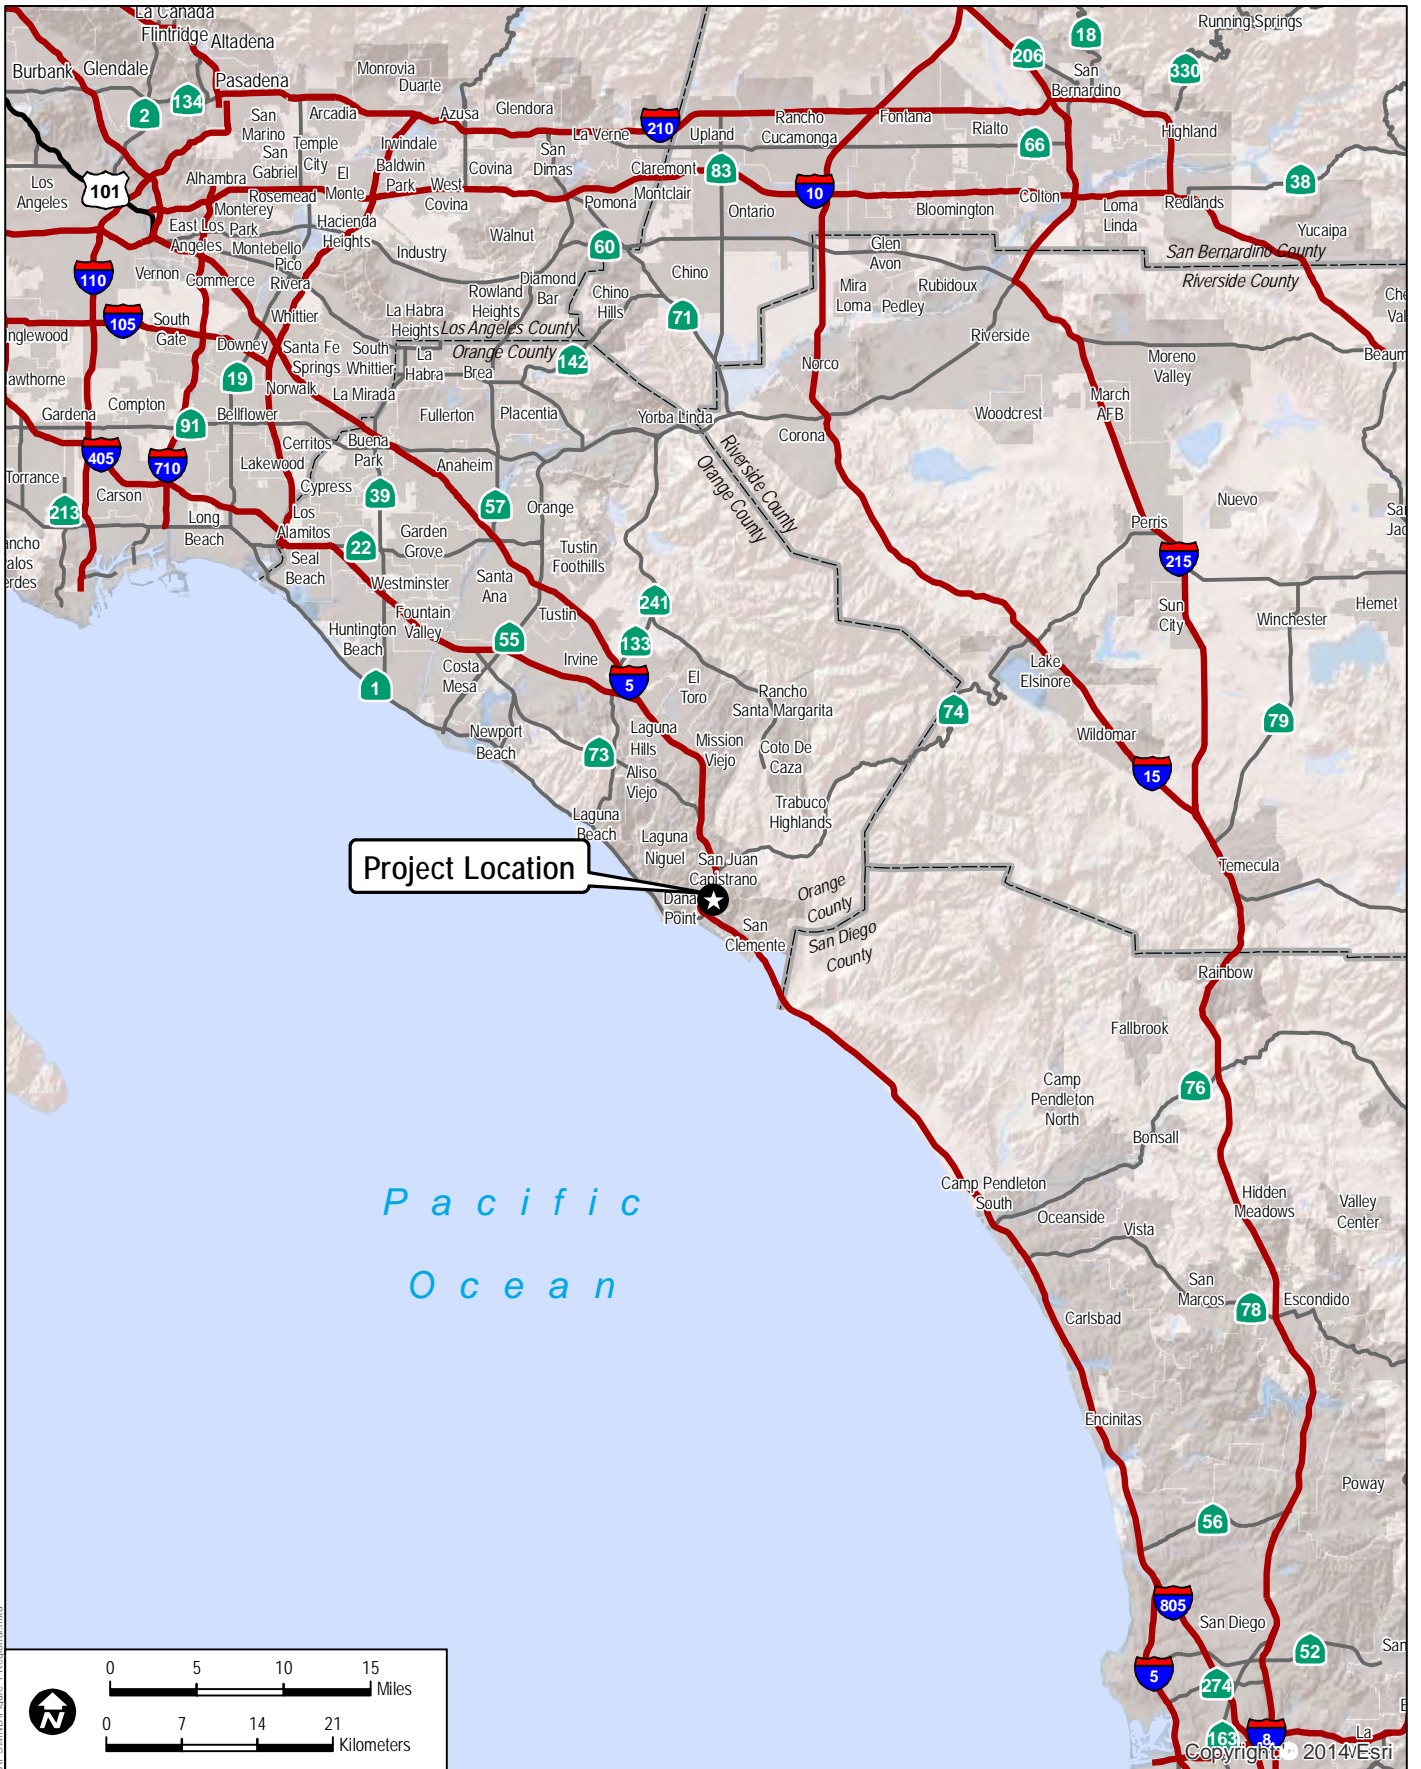 La Canada
Flintridge
Altadena
Burbank
Glendale
Pasadena
Monrovia
Duarte
Running Springs
18
206
330
San
Bernardino
2
134
San
Marino
Arcadia
Azusa
Glendora
La Verne
210
Upland
Rancho
Cucamonga
Fontana
Rialto
66
Highland
Temple
City
Irwindale
San
Gabriel
El
Monte
Baldwin
Park
Covina
San
Dimas
Claremont
83
Montclair
10
38
Los
Angeles
101
Alhambra
Rosemead
West
Covina
Pomona
Ontario
Bloomington
Colton
Loma
Linda
Redlands
Yucaipa
Monterey
Park
East Los
Angeles
Montebello
Hacienda
Heights
Industry
Walnut
60
Glen
Avon
San Bernardino County
Riverside County
110
Vernon
Commerce
Pico
Rivera
Diamond
Bar
Chino
Chino
Hills
Mira
Loma
Pedley
Rubidoux
Rowland
Heights
71
105
South
Gate
Whittier
La Habra
Heights
Los Angeles County
Orange County
Riverside
nglewood
Downey
Santa Fe
Springs
South
Whittier
La
Habra
Brea
142
Norco
Moreno
Valley
Beaum
awthorne
19
Norwalk
La Mirada
March
AFB
Gardena
Compton
91
Bellflower
Fullerton
Placentia
Yorba Linda
Woodcrest
Corona
405
710
Cerritos
Buena
Park
Lakewood
Anaheim
Riverside County
Orange County
Torrance
Carson
Cypress
39
57
Orange
Nuevo
213
Long
Beach
Los
Alamitos
22
Garden
Grove
Perris
215
ancho
alos
erdes
Seal
Beach
Westminster
Santa
Ana
Tustin
Foothills
241
Sun
City
Winchester
Hemet
Fountain
Valley
Tustin
Huntington
Beach
55
133
Irvine
5
1
Costa
Mesa
El
Toro
Rancho
Santa Margarita
Lake
Elsinore
74
79
Newport
Beach
73
Laguna
Hills
Mission
Viejo
Coto De
Caza
Wildomar
15
Aliso
Viejo
Trabuco
Highlands
Laguna
Beach
Laguna
Niguel
San Juan
Capistrano
Temecula
Project Location
Dana
Point
San
Clemente
Orange
County
San Diego
County
Rainbow
Fallbrook
Camp
Pendleton
North
76
Bonsall
Camp Pendleton
South
Oceanside
Vista
Hidden
Meadows
Valley
Center
Pacific
Ocean
San
Marcos
78
Escondido
Carlsbad
Encinitas
Poway
56
805
San Diego
52
San
5
274
163
8
La
0 5 10 15
Miles
N
0 7 14 21
Kilometers
Copyright:© 2014 Esri